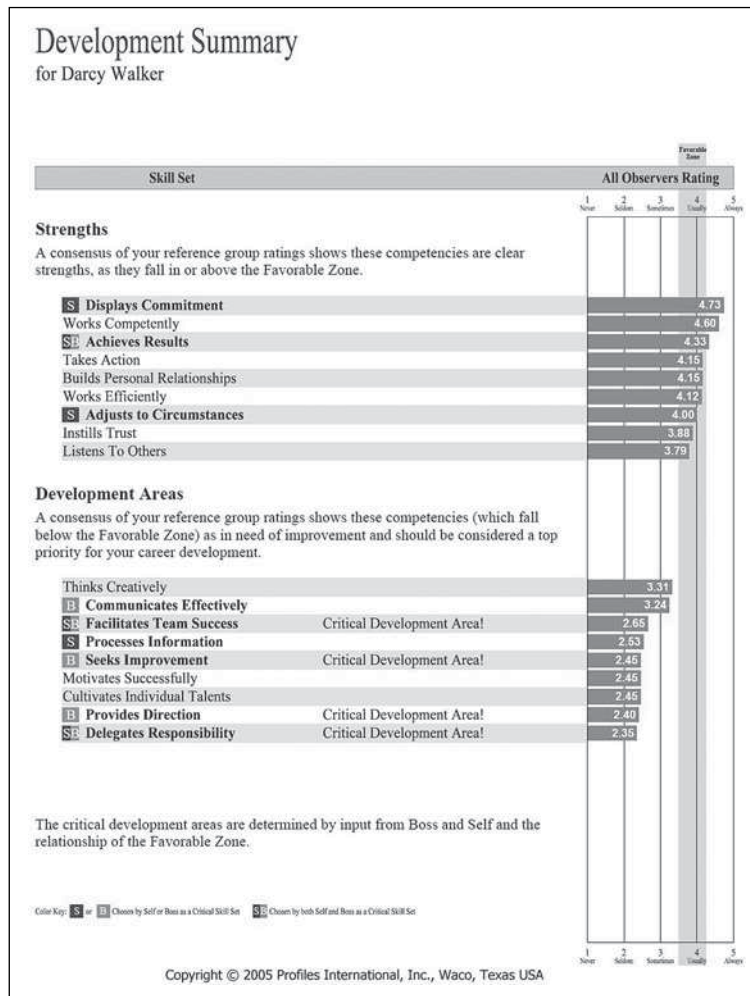 Development Summary
for Darcy Walker
Favorable
Zone
Skill Set All Observers Rating
1 2 3 4 5
Never Seldom Sometimes Usually Always
Strengths
A consensus of your reference group ratings shows these competencies are clear
strengths, as they fall in or above the Favorable Zone.
S Displays Commitment 4.73
Works Competently 4.60
SB Achieves Results 4.33
Takes Action 4.15
Builds Personal Relationships 4.15
Works Efficiently 4.12
S Adjusts to Circumstances 4.00
Instills Trust 3.88
Listens To Others 3.79
Development Areas
A consensus of your reference group ratings shows these competencies (which fall
below the Favorable Zone) as in need of improvement and should be considered a top
priority for your career development.
Thinks Creatively 3.31
B Communicates Effectively 3.24
SB Facilitates Team Success Critical Development Area! 2.65
S Processes Information 2.53
B Seeks Improvement Critical Development Area! 2.45
Motivates Successfully 2.45
Cultivates Individual Talents 2.45
B Provides Direction Critical Development Area! 2.40
SB Delegates Responsibility Critical Development Area! 2.35
The critical development areas are determined by input from Boss and Self and the
relationship of the Favorable Zone.
Color Key: S or B Chosen by Self or Boss as a Critical Skill Set SB Chosen by both Self and Boss as a Critical Skill Set
1 2 3 4 5
Never Seldom Sometimes Usually Always
Copyright © 2005 Profiles International, Inc., Waco, Texas USA